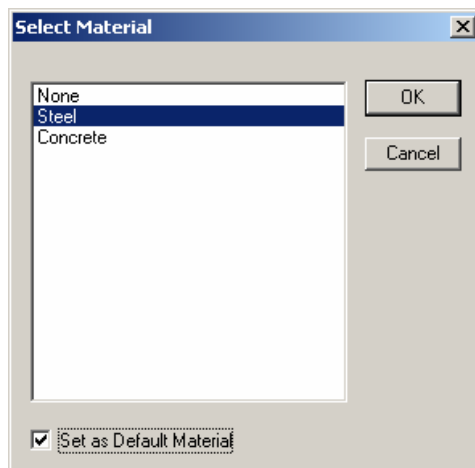 Select Material
None
Steel
Concrete
OK
Cancel
Set as Default Material